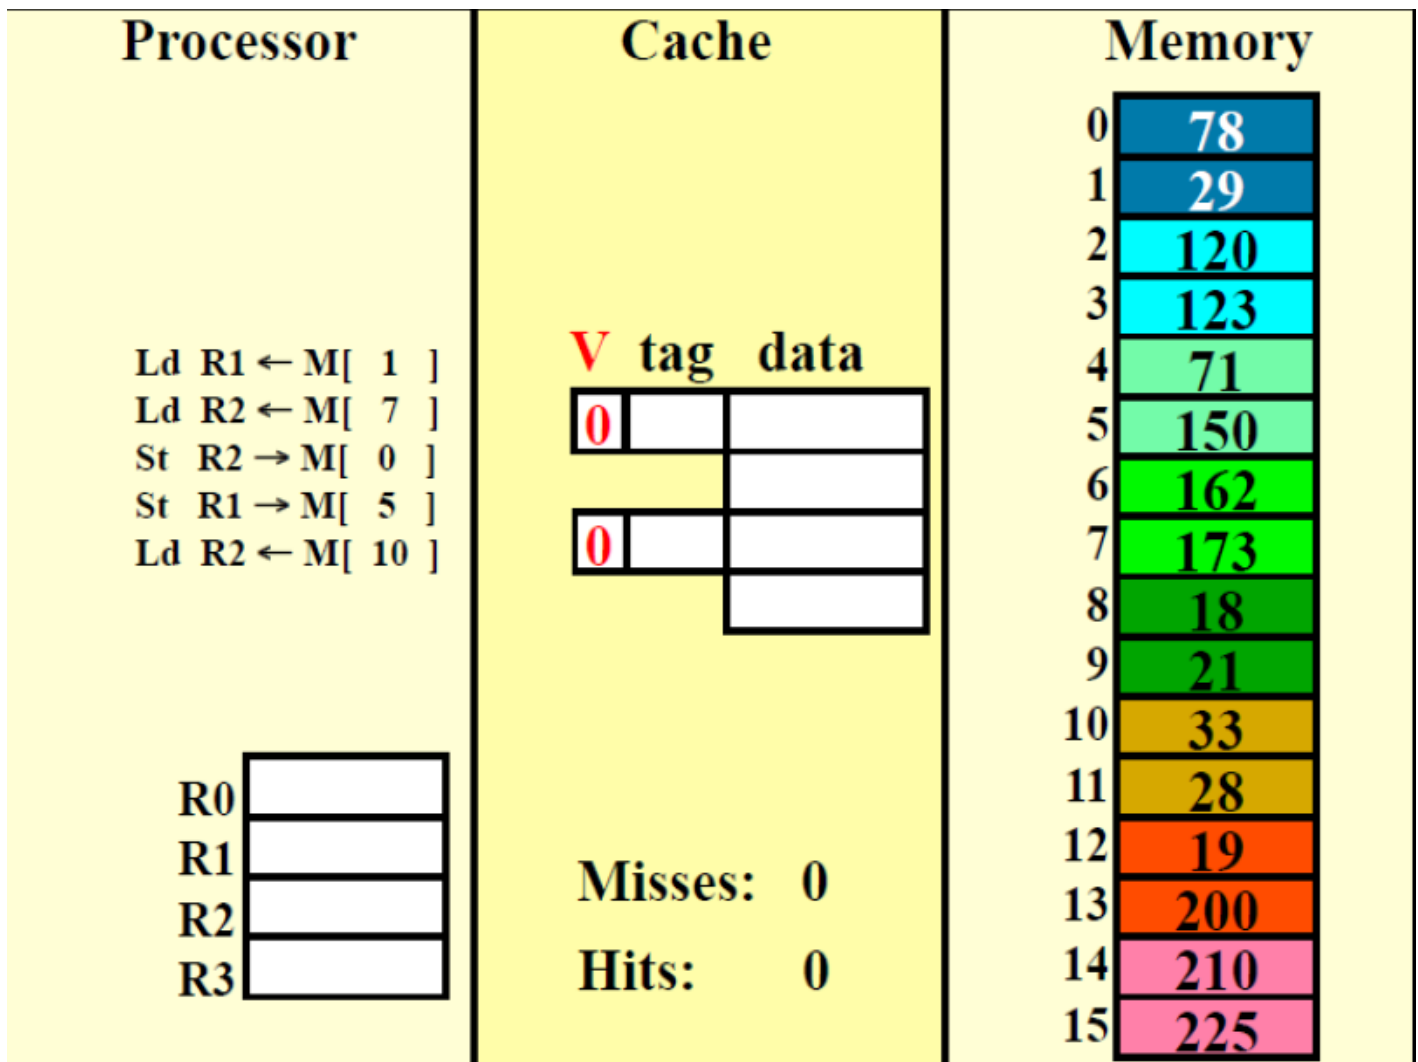 Processor
Ld R1 ← M[ 1 ]
Ld R2 ← M[ 7 ]
St R2 → M[ 0 ]
St R1 → M[ 5 ]
Ld R2 ← M[ 10 ]
R0
R1
R2
R3
Cache
V tag data
0
0
Misses: 0
Hits: 0
Memory
0 78
1 29
2 120
3 123
4 71
5 150
6 162
7 173
8 18
9 21
10 33
11 28
12 19
13 200
14 210
15 225